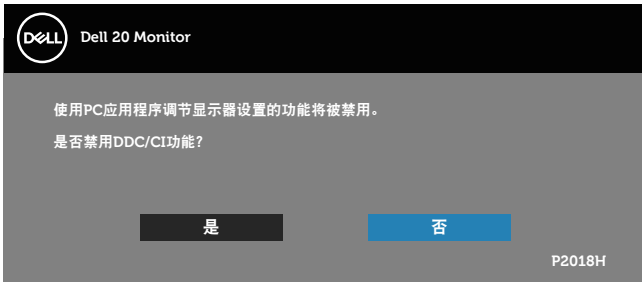 DELL
Dell 20 Monitor
使用PC应用程序调节显示器设置的功能将被禁用。
是否禁用DDC/CI功能?
是
否
P2018H